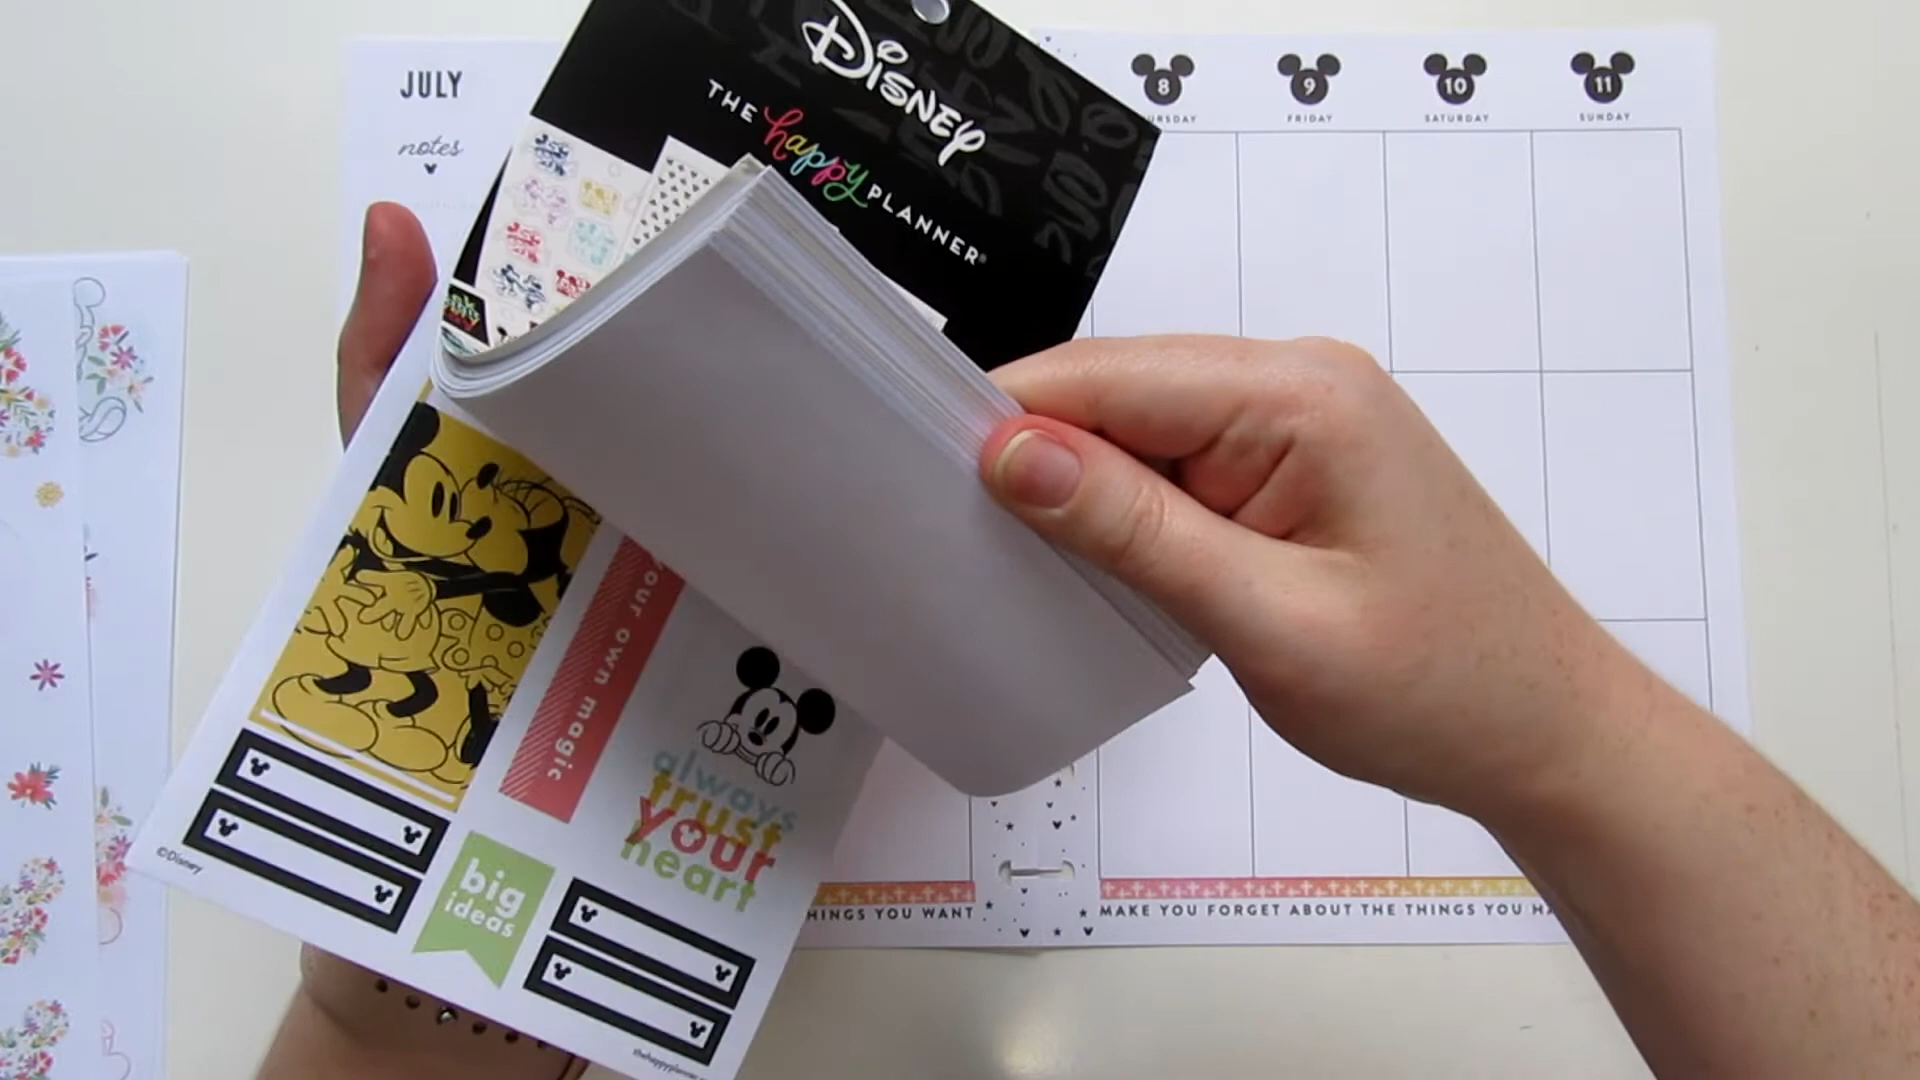 JULY
notes
Disney
THE happy PLANNER®
8
9
10
11
FRIDAY
SATURDAY
SUNDAY
your own magic
always
trust
your
heart
big
ideas
©Disney
HINGS YOU WANT
MAKE YOU FORGET ABOUT THE THINGS YOU